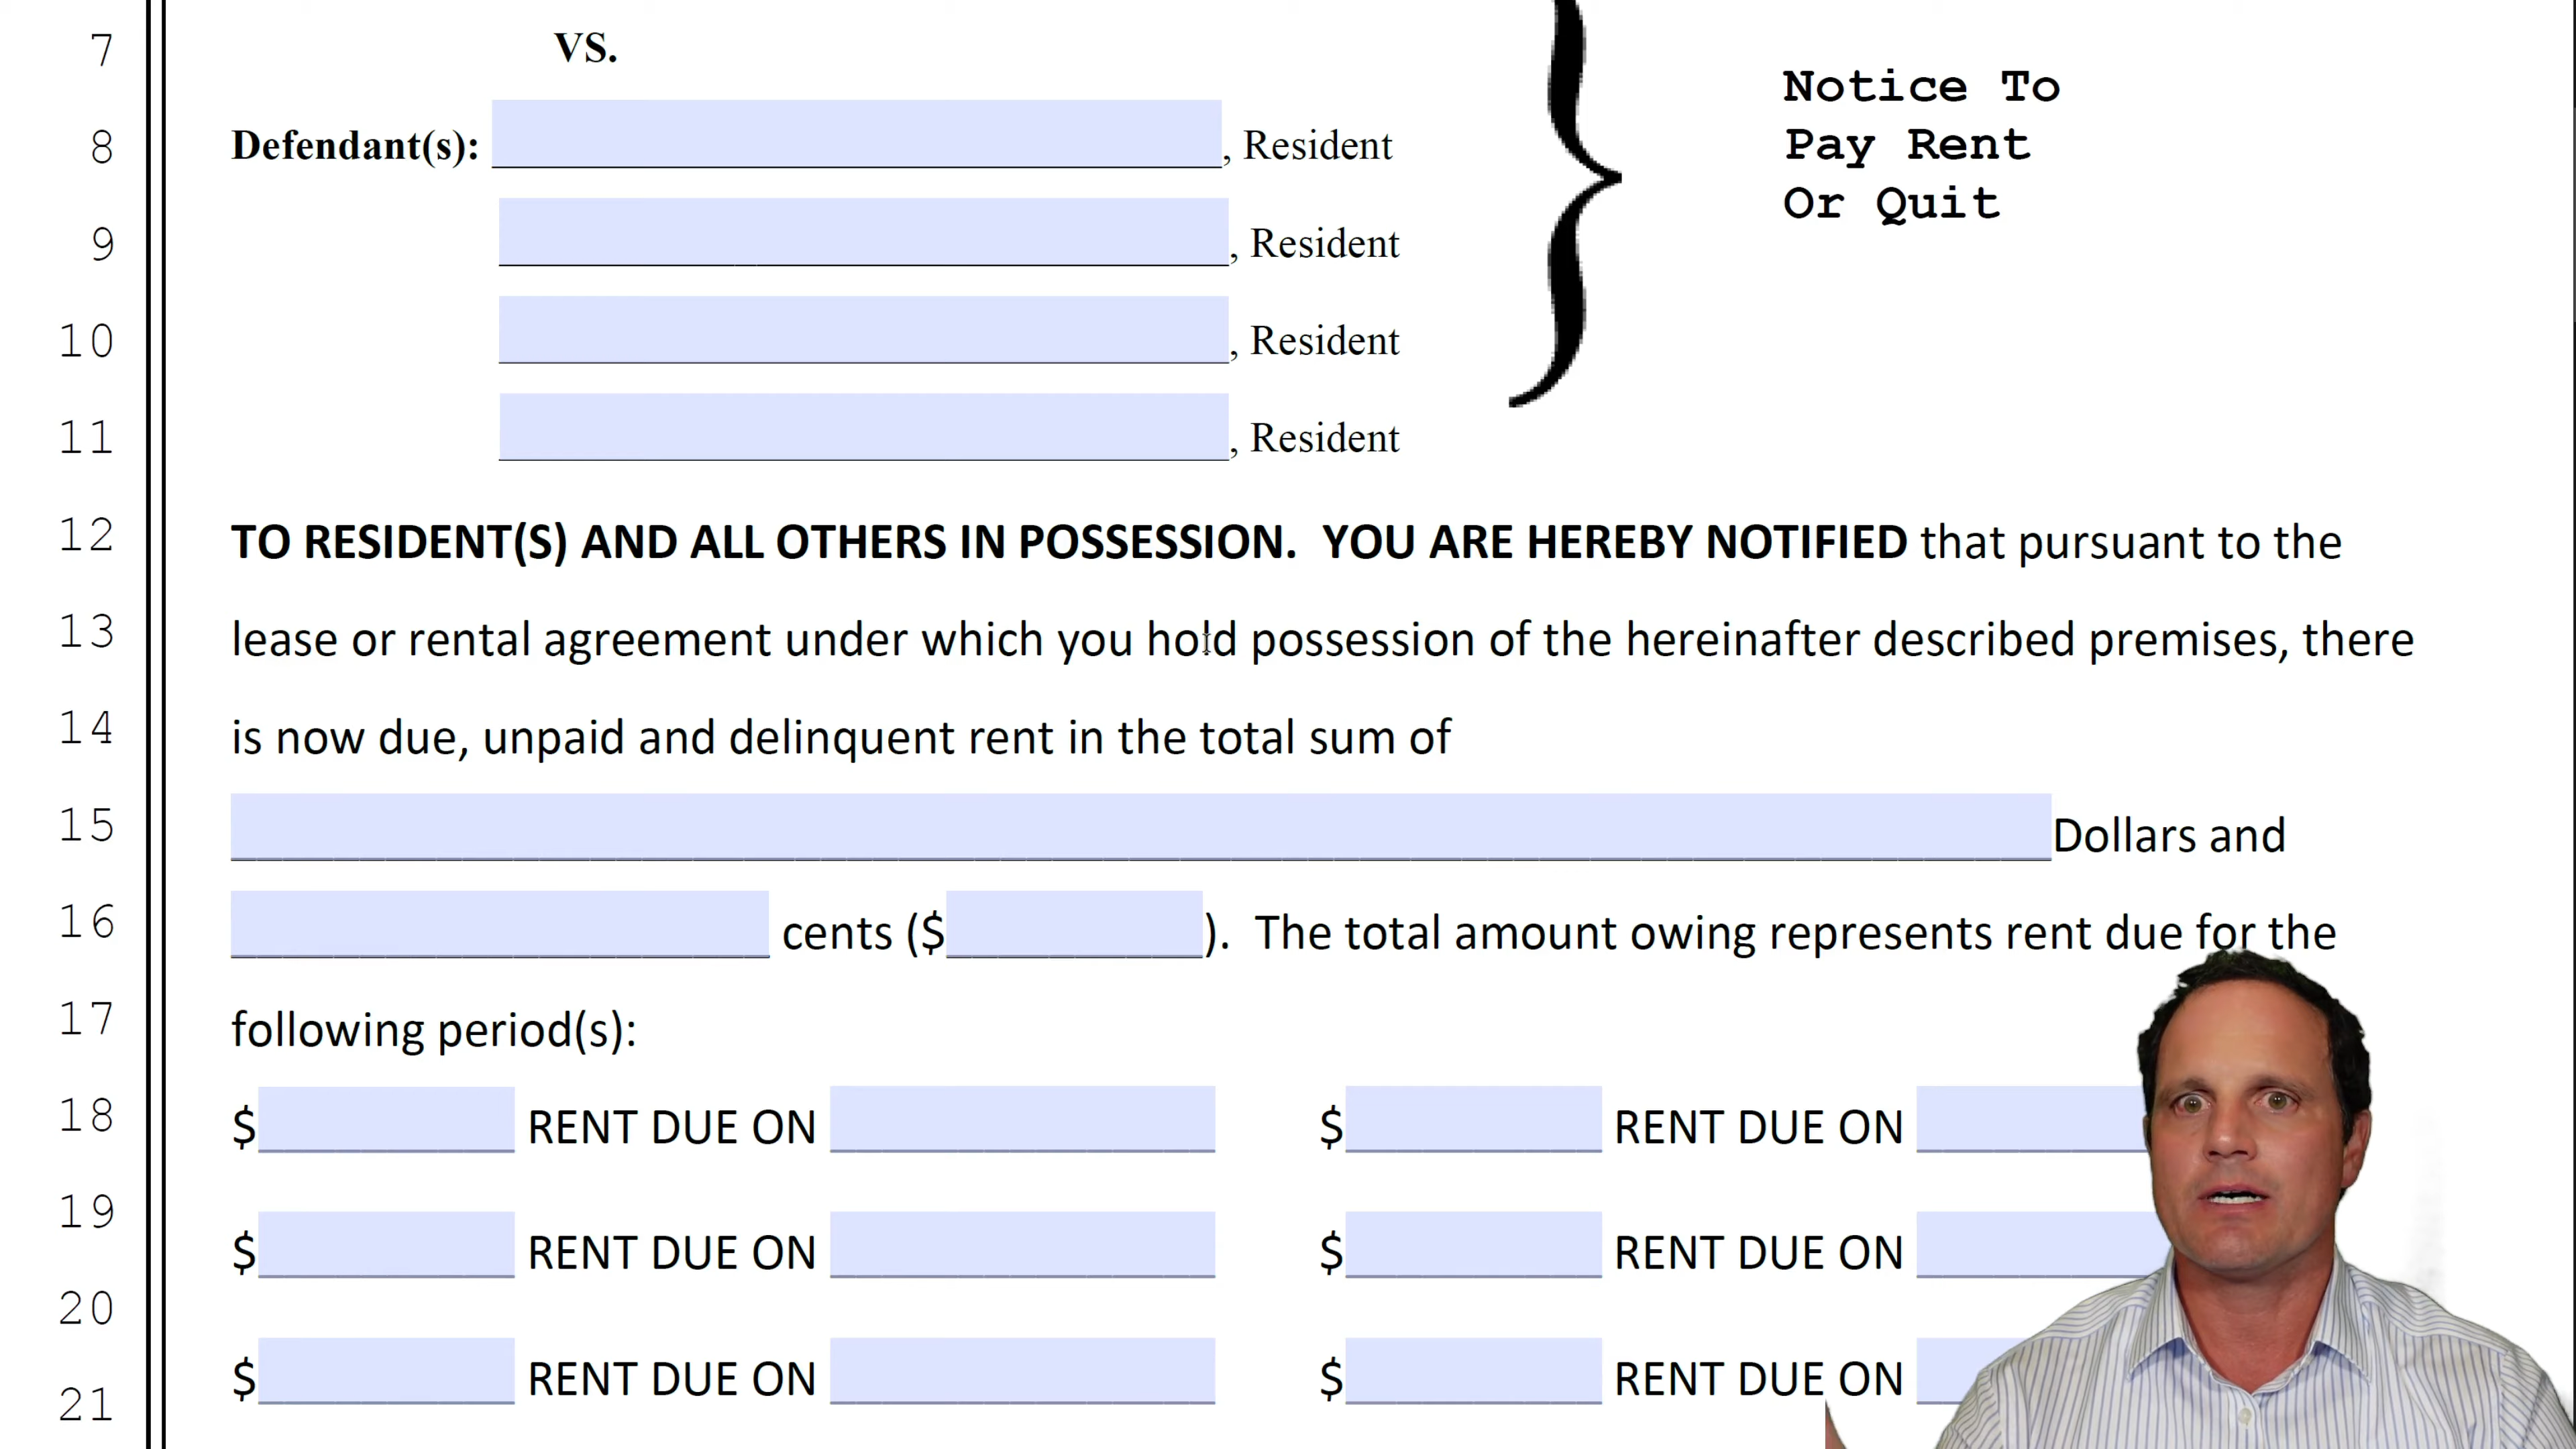 7
VS.
Notice To
8
Defendant(s): , Resident
Pay Rent
Or Quit
9
, Resident
10
, Resident
11
, Resident
12 TO RESIDENT(S) AND ALL OTHERS IN POSSESSION. YOU ARE HEREBY NOTIFIED that pursuant to the
13 lease or rental agreement under which you hold possession of the hereinafter described premises, there
14 is now due, unpaid and delinquent rent in the total sum of
15 Dollars and
16 cents ($ ). The total amount owing represents rent due for the
17 following period(s):
18 $ RENT DUE ON $ RENT DUE ON
19
$ RENT DUE ON $ RENT DUE ON
20
$ RENT DUE ON $ RENT DUE ON
21